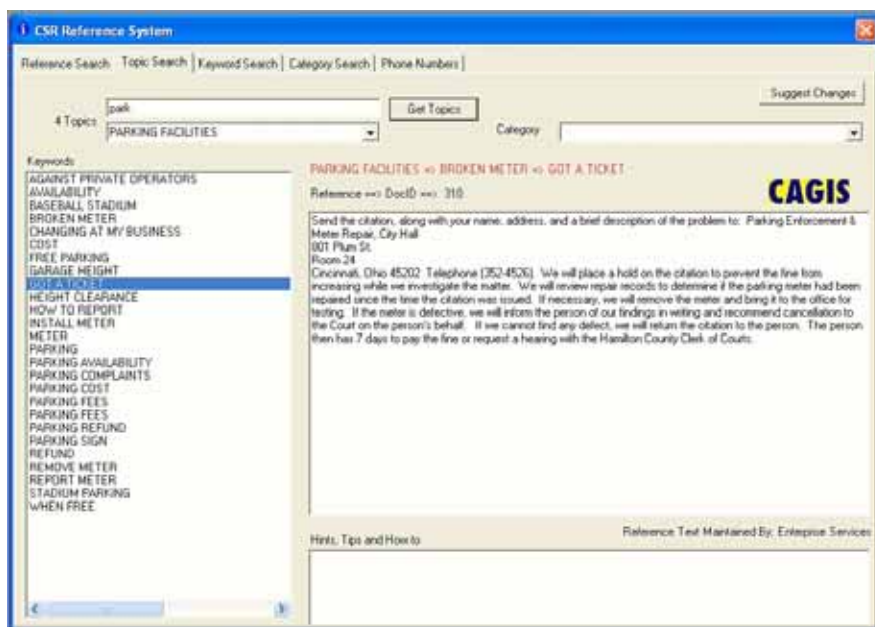 CSR Reference System
Reference Search Topic Search Keyword Search Category Search Phone Numbers
Suggest Changes
park
Get Topics
4 Topics
PARKING FACILITIES
Category
Keywords
AGAINST PRIVATE OPERATORS
AVAILABILITY
BASEBALL STADIUM
BROKEN METER
CHANGING AT MY BUSINESS
COST
FREE PARKING
GARAGE HEIGHT
GOT A TICKET
HEIGHT CLEARANCE
HOW TO REPORT
INSTALL METER
METER
PARKING
PARKING AVAILABILITY
PARKING COMPLAINTS
PARKING COST
PARKING FEES
PARKING FEES
PARKING REFUND
PARKING SIGN
REFUND
REMOVE METER
REPORT METER
STADIUM PARKING
WHEN FREE
PARKING FACILITIES => BROKEN METER => GOT A TICKET
Reference ==> DocID ==> 310
CAGIS
Send the citation, along with your name, address, and a brief description of the problem to: Parking Enforcement &
Meter Repair, City Hall
801 Plum St.
Room 24
Cincinnati, Ohio 45202 Telephone (352-4526). We will place a hold on the citation to prevent the fine from
increasing while we investigate the matter. We will review repair records to determine if the parking meter had been
repaired since the time the citation was issued. If necessary, we will remove the meter and bring it to the office for
testing. If the meter is defective, we will inform the person of our findings in writing and recommend cancellation to
the Court on the person's behalf. If we cannot find any defect, we will return the citation to the person. The person
then has 7 days to pay the fine or request a hearing with the Hamilton County Clerk of Courts.
Reference Text Maintained By: Enterprise Services
Hints, Tips and How to